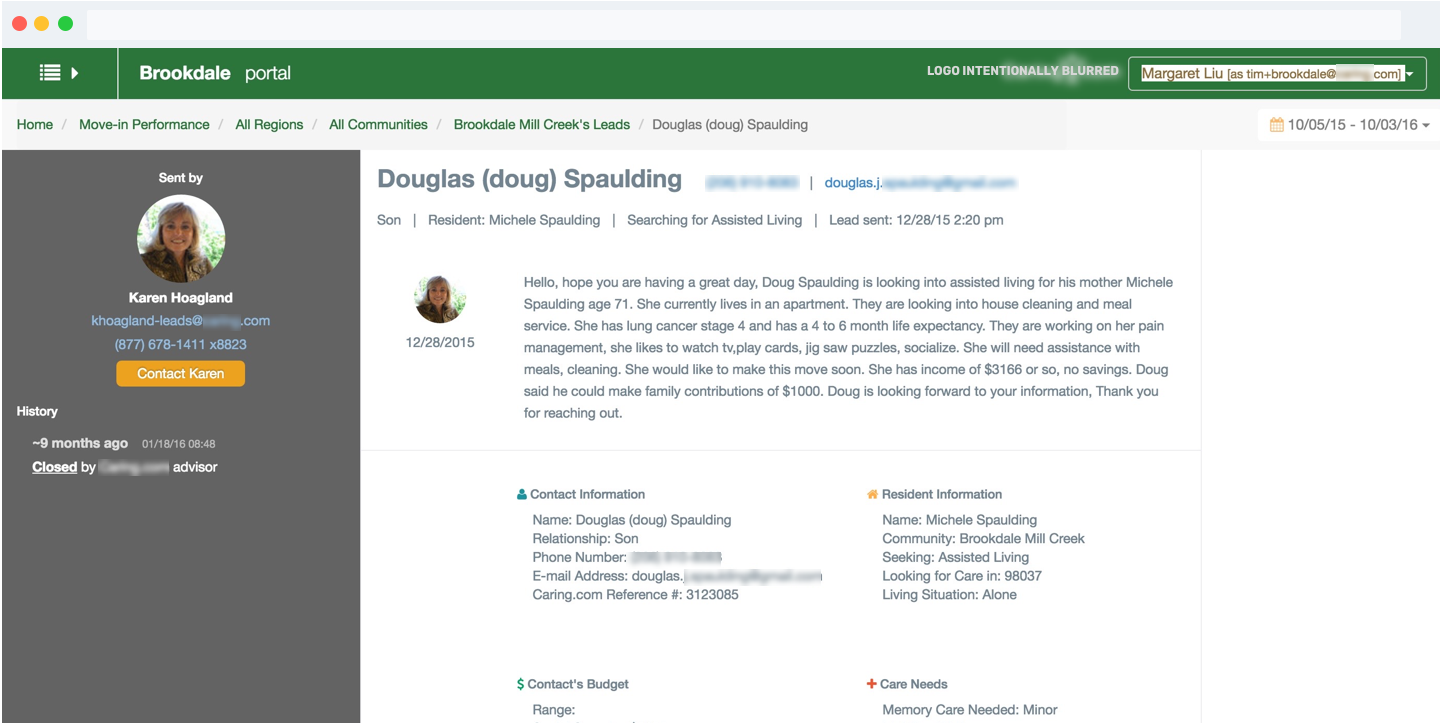 Brookdale portal
LOGO INTENTIONALLY BLURRED
Margaret Liu [as tim+brookdale@ com]
Home / Move-in Performance / All Regions / All Communities / Brookdale Mill Creek's Leads / Douglas (doug) Spaulding
10/05/15 - 10/03/16
Sent by
Karen Hoagland
khoagland-leads@ .com
(877) 678-1411 x8823
Contact Karen
History
~9 months ago 01/18/16 08:48
Closed by advisor
Douglas (doug) Spaulding | douglas.j.
Son | Resident: Michele Spaulding | Searching for Assisted Living | Lead sent: 12/28/15 2:20 pm
12/28/2015
Hello, hope you are having a great day, Doug Spaulding is looking into assisted living for his mother Michele
Spaulding age 71. She currently lives in an apartment. They are looking into house cleaning and meal
service. She has lung cancer stage 4 and has a 4 to 6 month life expectancy. They are working on her pain
management, she likes to watch tv,play cards, jig saw puzzles, socialize. She will need assistance with
meals, cleaning. She would like to make this move soon. She has income of $3166 or so, no savings. Doug
said he could make family contributions of $1000. Doug is looking forward to your information, Thank you
for reaching out.
Contact Information
Name: Douglas (doug) Spaulding
Relationship: Son
Phone Number:
E-mail Address: douglas.
Caring.com Reference #: 3123085
Resident Information
Name: Michele Spaulding
Community: Brookdale Mill Creek
Seeking: Assisted Living
Looking for Care in: 98037
Living Situation: Alone
$ Contact's Budget
Range:
Care Needs
Memory Care Needed: Minor